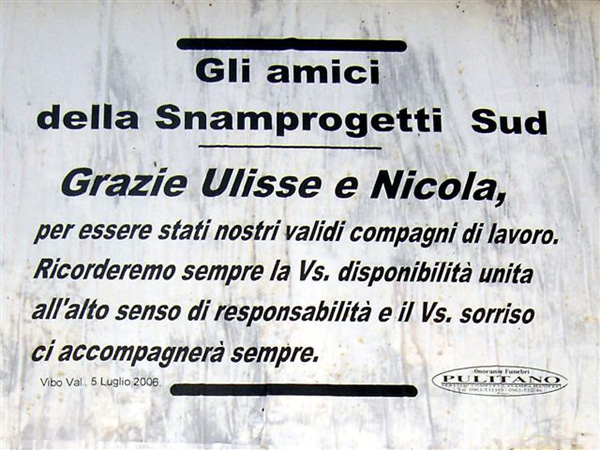 Gli amici
della Snamprogetti Sud
Grazie Ulisse e Nicola,
per essere stati nostri validi compagni di lavoro.
Ricorderemo sempre la Vs. disponibilità unita
all'alto senso di responsabilità e il Vs. sorriso
ci accompagnerà sempre.
Vibo Val., 5 Luglio 2006.
Onoranze Funebri
PULITANO